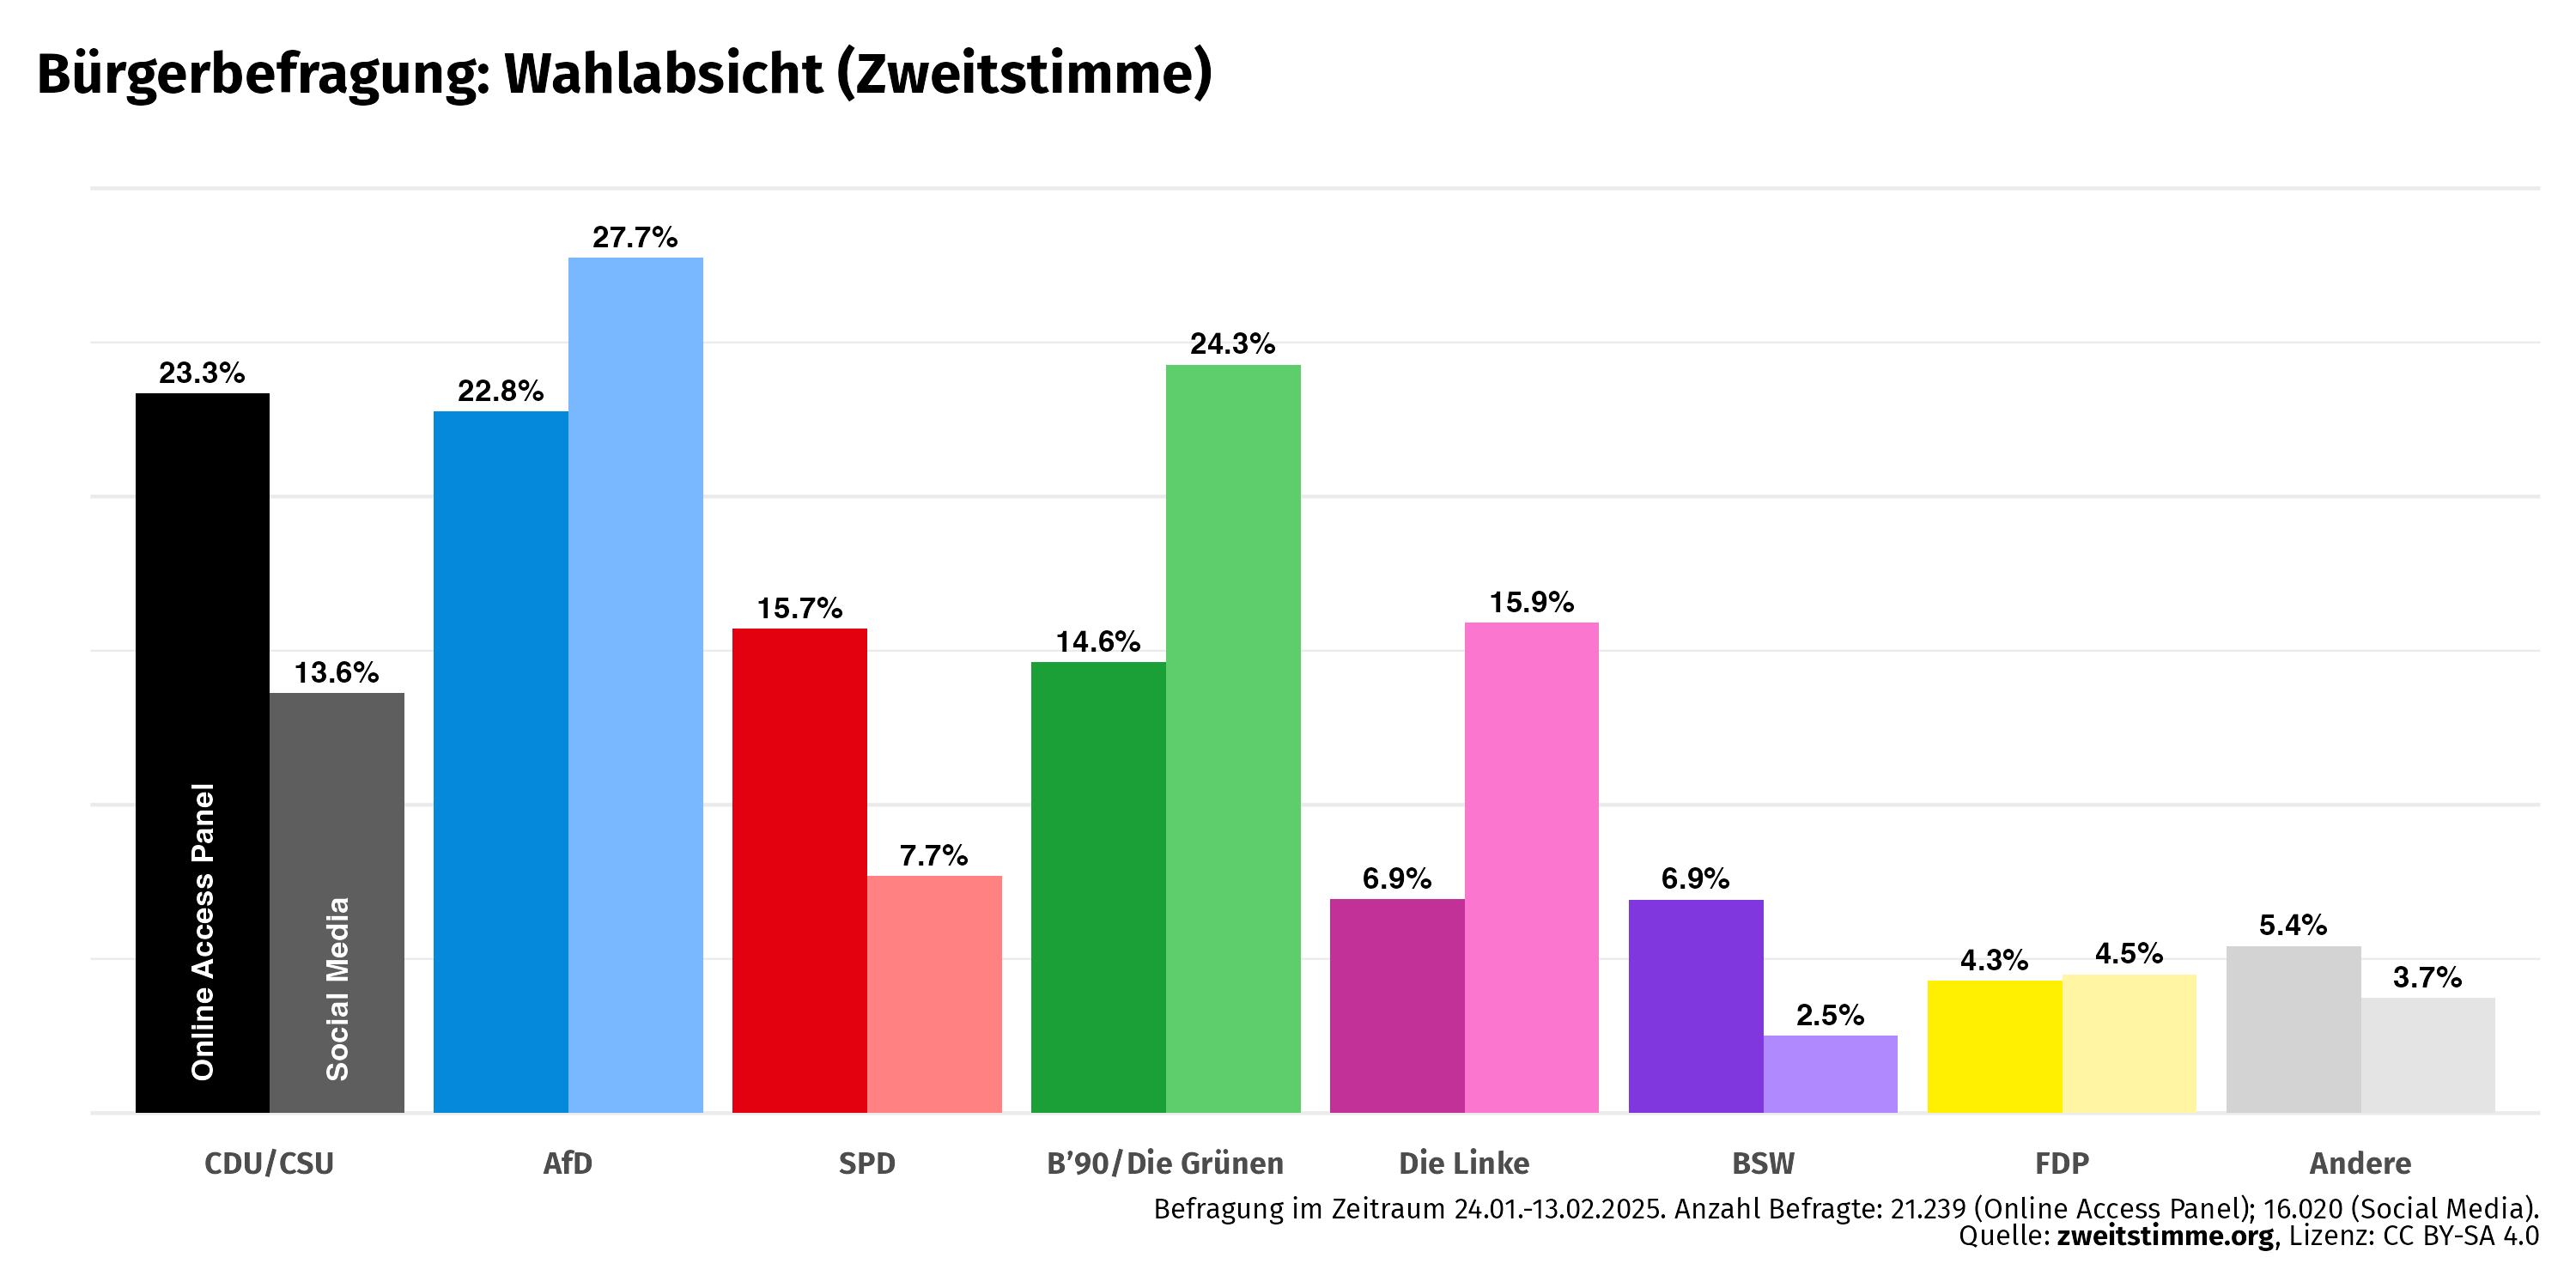 Bürgerbefragung: Wahlabsicht (Zweitstimme)
23.3%
13.6%
22.8%
27.7%
15.7%
7.7%
14.6%
24.3%
6.9%
15.9%
6.9%
2.5%
4.3%
4.5%
5.4%
3.7%
Online Access Panel
Social Media
CDU/CSU
AfD
SPD
B’90/Die Grünen
Die Linke
BSW
FDP
Andere
Befragung im Zeitraum 24.01.-13.02.2025. Anzahl Befragte: 21.239 (Online Access Panel); 16.020 (Social Media).
Quelle: zweitstimme.org, Lizenz: CC BY-SA 4.0